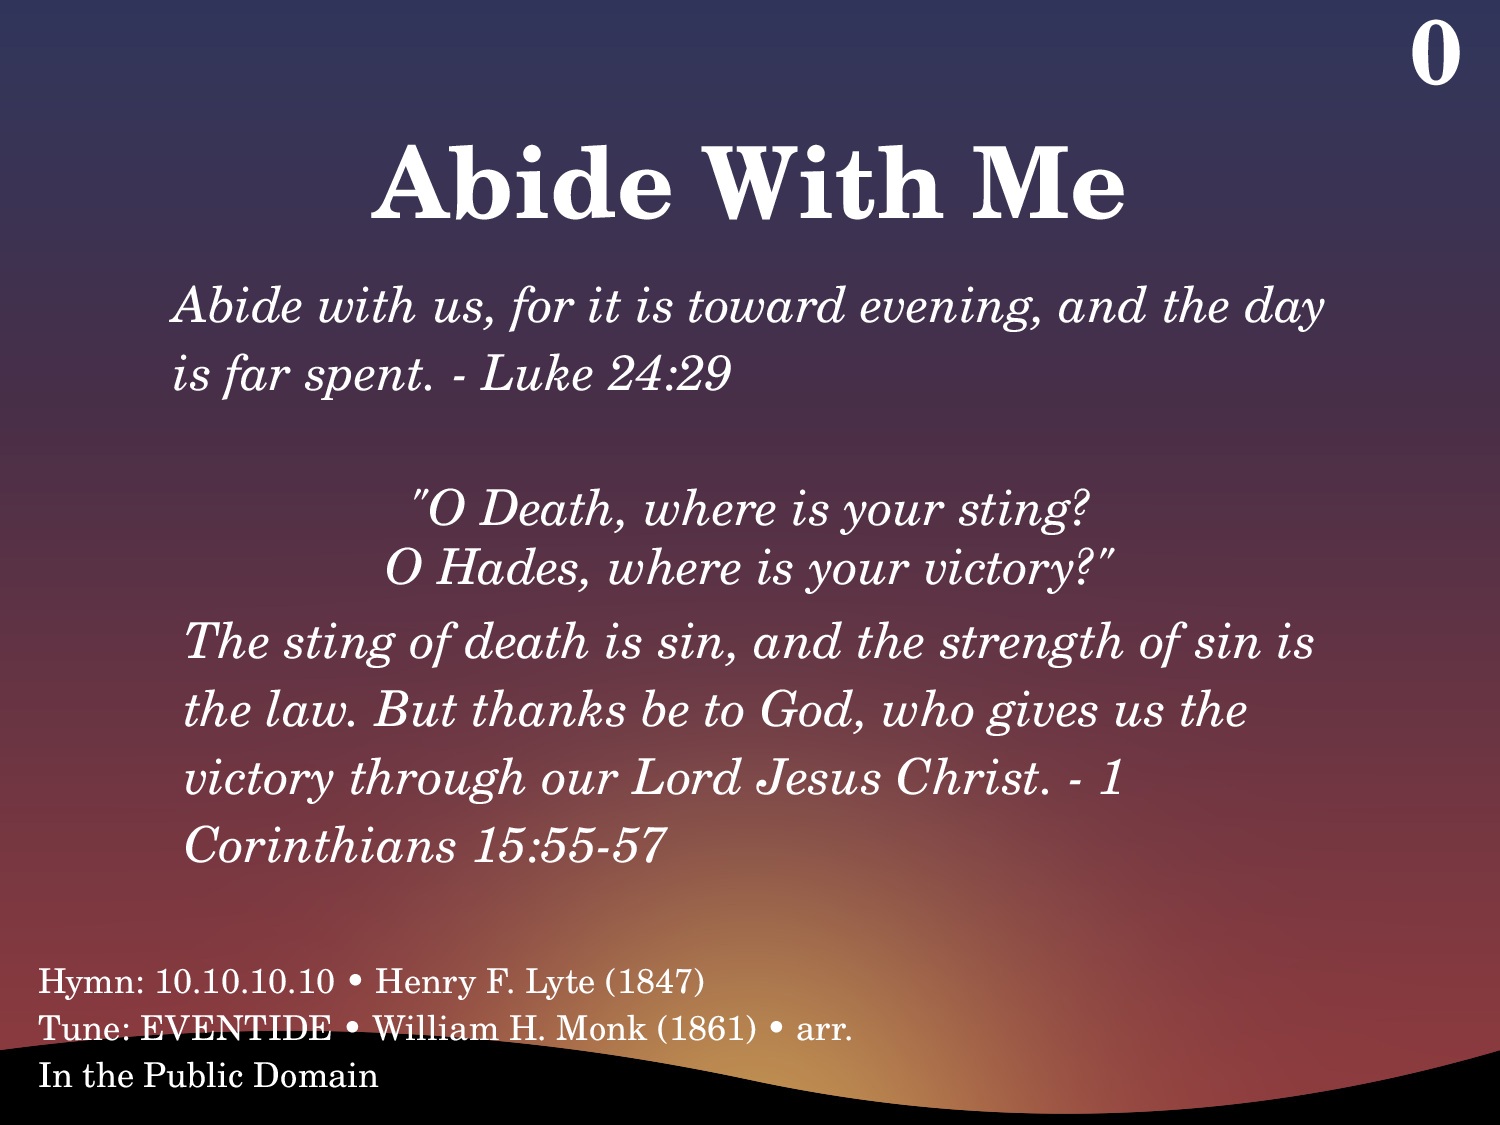 0
Abide With Me
Abide with us, for it is toward evening, and the day
is far spent. - Luke 24:29
"O Death, where is your sting?
O Hades, where is your victory?"
The sting of death is sin, and the strength of sin is
the law. But thanks be to God, who gives us the
victory through our Lord Jesus Christ. - 1
Corinthians 15:55-57
Hymn: 10.10.10.10 • Henry F. Lyte (1847)
Tune: EVENTIDE • William H. Monk (1861) • arr.
In the Public Domain